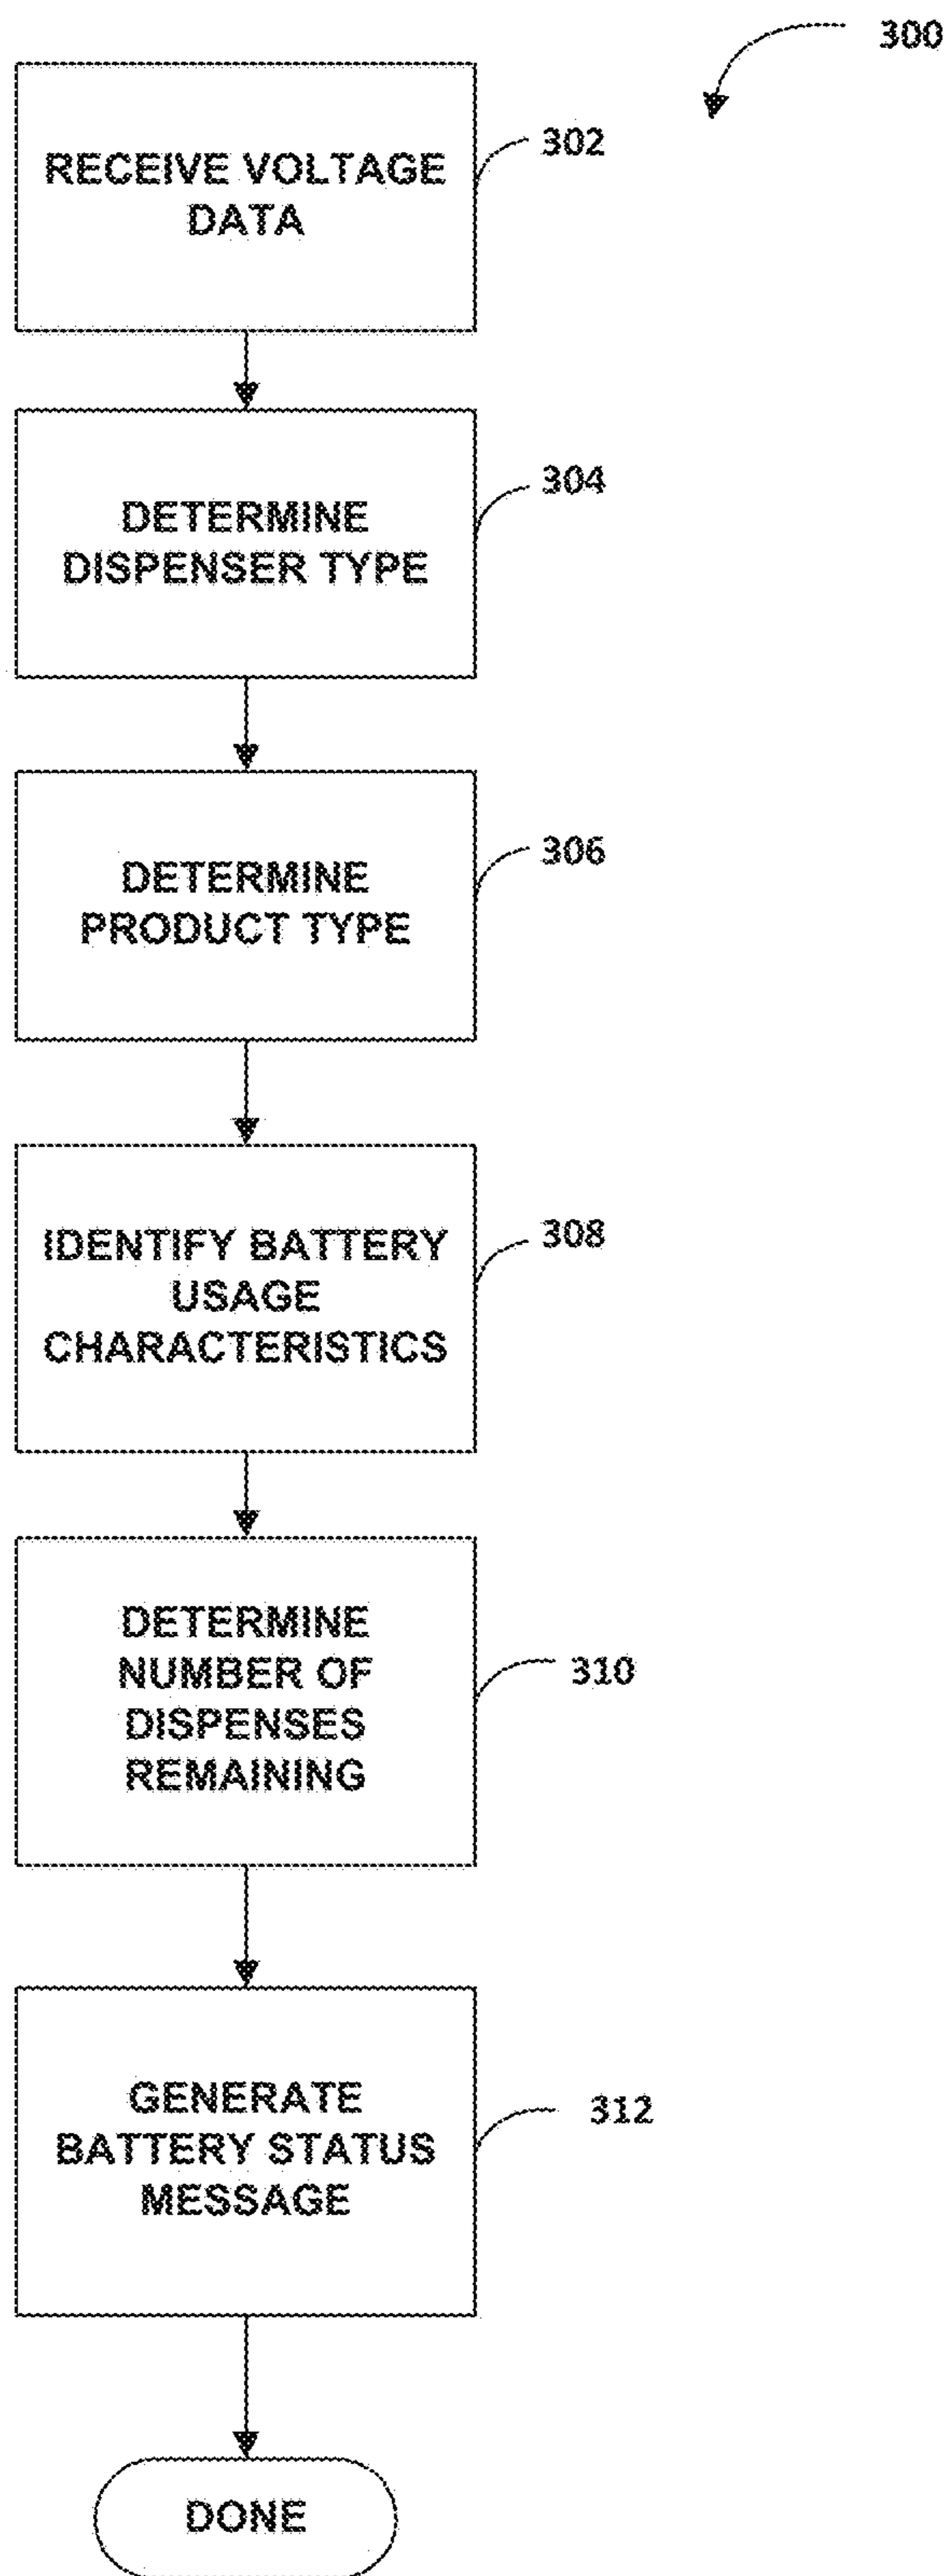 300
RECEIVE VOLTAGE
DATA
302
DETERMINE
DISPENSER TYPE
304
DETERMINE
PRODUCT TYPE
306
IDENTIFY BATTERY
USAGE
CHARACTERISTICS
308
DETERMINE
NUMBER OF
DISPENSES
REMAINING
310
GENERATE
BATTERY STATUS
MESSAGE
312
DONE